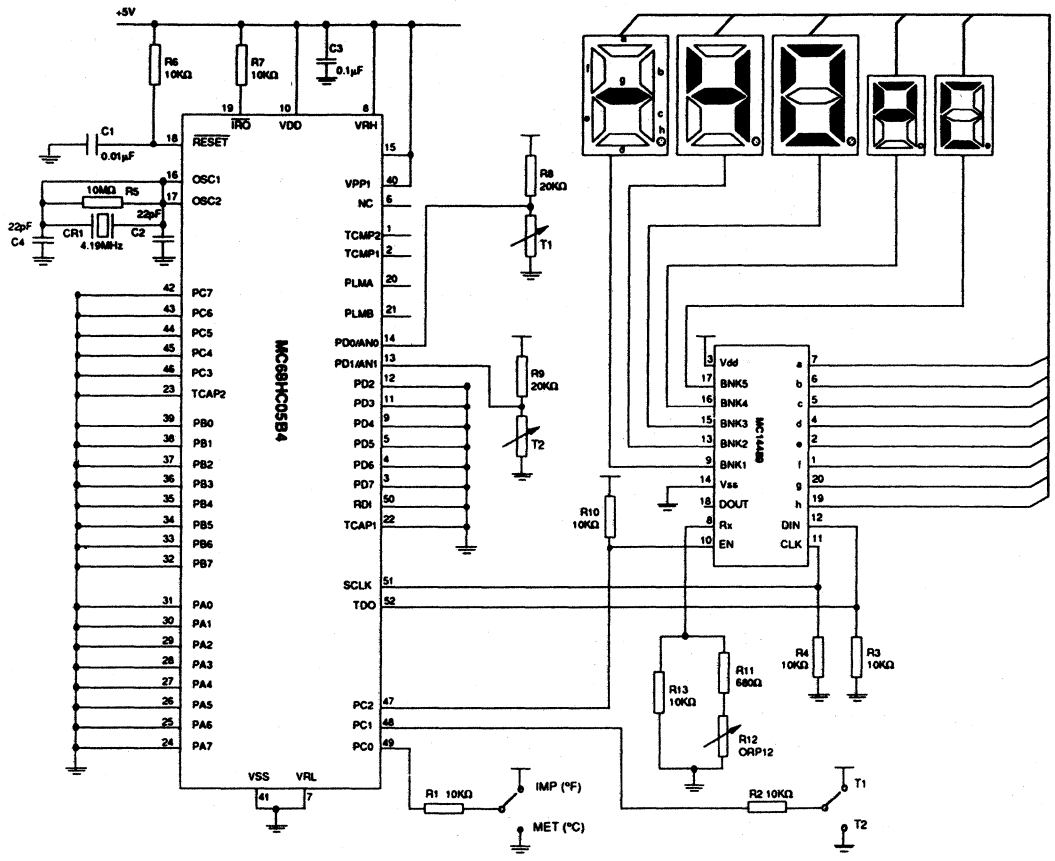 +5V
R6
10KΩ
R7
10KΩ
C3
0.1µF
19
10
8
IRO
VDD
VRH
C1
0.01µF
18
RESET
15
16
OSC1
10MΩ
R5
17
OSC2
22pF
22pF
C4
CR1
4.19MHz
C2
VPP1
40
NC
6
TCMP2
1
TCMP1
2
PLMA
20
PLMB
21
PD0/AN0
14
PD1/AN1
13
PD2
12
PD3
11
PD4
9
PD5
5
PD6
4
PD7
3
RDI
50
TCAP1
22
SCLK
51
TDO
52
PC2
47
PC1
48
PC0
49
42
PC7
43
PC6
44
PC5
45
PC4
46
PC3
23
TCAP2
39
PB0
38
PB1
37
PB2
36
PB3
35
PB4
34
PB5
33
PB6
32
PB7
31
PA0
30
PA1
29
PA2
28
PA3
27
PA4
26
PA5
25
PA6
24
PA7
MC68HC05B4
VSS
VRL
41
7
R8
20KΩ
T1
R9
20KΩ
T2
a
f
b
g
e
c
h
d
3
Vdd
a
7
17
BNK5
b
6
16
BNK4
c
5
15
BNK3
d
4
13
BNK2
e
2
9
BNK1
f
1
14
Vss
g
20
18
DOUT
h
19
8
Rx
DIN
12
10
EN
CLK
11
MC14489
R10
10KΩ
R4
10KΩ
R3
10KΩ
R11
680Ω
R13
10KΩ
R12
ORP12
R1 10KΩ
IMP (°F)
MET (°C)
R2 10KΩ
T1
T2